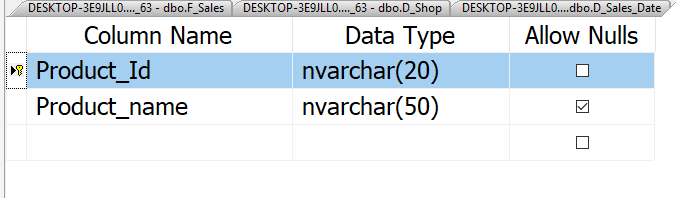 DESKTOP-3E9JLL0...._63 - dbo.F_Sales DESKTOP-3E9JLL0...._63 - dbo.D_Shop DESKTOP-3E9JLL0....dbo.D_Sales_Date
Column Name Data Type Allow Nulls
Product_Id nvarchar(20)
Product_name nvarchar(50)